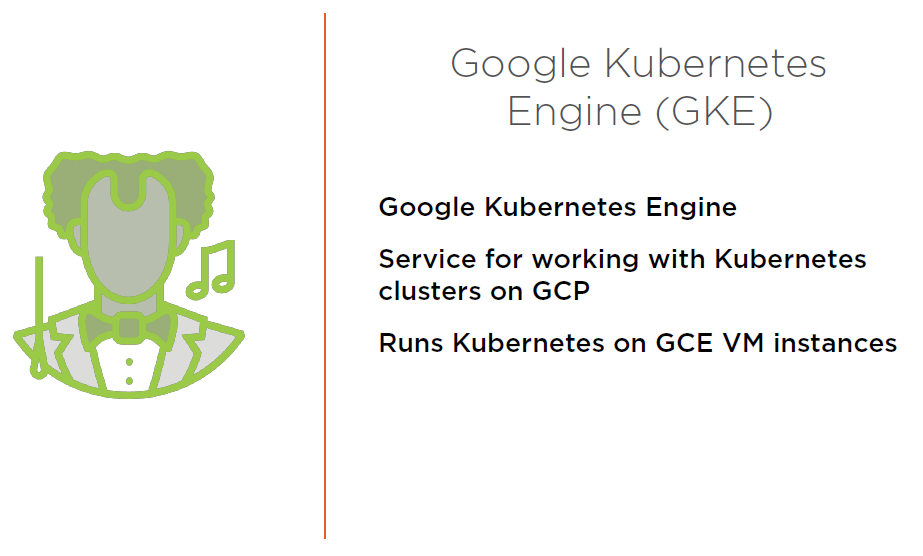 Google Kubernetes
Engine (GKE)
Google Kubernetes Engine
Service for working with Kubernetes
clusters on GCP
Runs Kubernetes on GCE VM instances